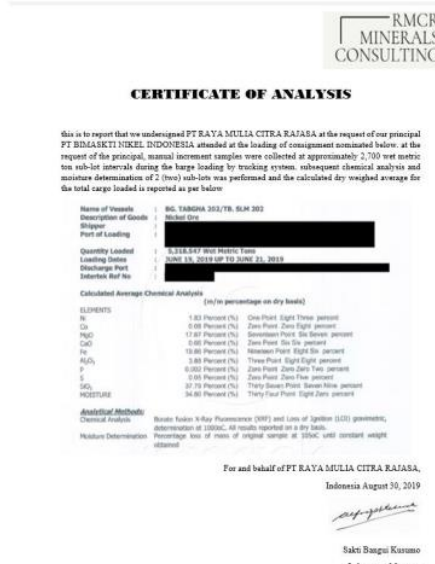 RMCR
MINERALS
CONSULTING
CERTIFICATE OF ANALYSIS
this is to report that we undersigned PT RAYA MULIA CITRA RAJASA at the request of our principal
PT BIMASKTI NIKEL INDONESIA attended at the loading of consignment nominated below. at the
request of the principal, manual increment samples were collected at approximately 2,700 wet metric
ton sub-lot intervals during the barge loading by trucking system. subsequent chemical analysis and
moisture determination of 2 (two) sub-lots was performed and the calculated dry weighed average for
the total cargo loaded is reported as per below
Name of Vessels : BG. TABGHA 202/TB. SLM 202
Description of Goods : Nickel Ore
Shipper
Port of Loading
Quantity Loaded : 5,218.547 Wet Metric Tons
Loading Dates : JUNE 19, 2019 UP TO JUNE 21, 2019
Discharge Port
Intertek Ref No
Calculated Average Chemical Analysis
(m/m percentage on dry basis)
ELEMENTS
Ni 1.83 Percent (%) One Point Eight Three percent
Co 0.08 Percent (%) Zero Point Zero Eight percent
MgO 17.67 Percent (%) Seventeen Point Six Seven percent
CaO 0.66 Percent (%) Zero Point Six Six percent
Fe 19.86 Percent (%) Nineteen Point Eight Six percent
Al2O3 3.88 Percent (%) Three Point Eight Eight percent
P 0.002 Percent (%) Zero Point Zero Zero Two percent
S 0.05 Percent (%) Zero Point Zero Five percent
SiO2 37.79 Percent (%) Thirty Seven Point Seven Nine percent
MOISTURE 34.80 Percent (%) Thirty Four Point Eight Zero percent
Analytical Methods:
Chemical Analysis Borate fusion X-Ray Fluorescence (XRF) and Loss of Ignition (LOI) gravimetric,
determination at 1000oC. All results reported on a dry basis.
Moisture Determination Percentage loss of mass of original sample at 105oC until constant weight
obtained
For and behalf of PT RAYA MULIA CITRA RAJASA,
Indonesia August 30, 2019
Sakti Bangui Kusumo